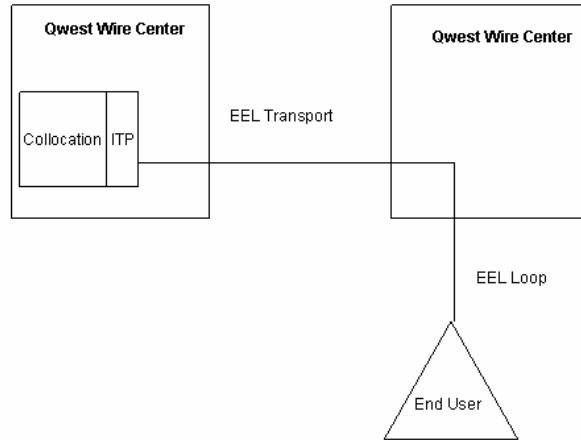 Qwest Wire Center
Qwest Wire Center
EEL Transport
Collocation
ITP
EEL Loop
End User